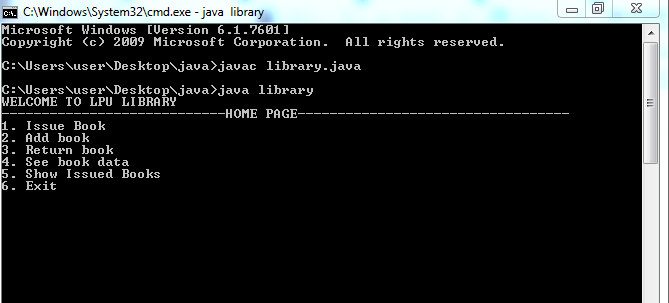 C:\Windows\System32\cmd.exe - java library
Microsoft Windows [Version 6.1.7601]
Copyright (c) 2009 Microsoft Corporation.  All rights reserved.
C:\Users\user\Desktop\java>javac library.java
C:\Users\user\Desktop\java>java library
WELCOME TO LPU LIBRARY
----------------------------HOME PAGE----------------------------------
1. Issue Book
2. Add book
3. Return book
4. See book data
5. Show Issued Books
6. Exit